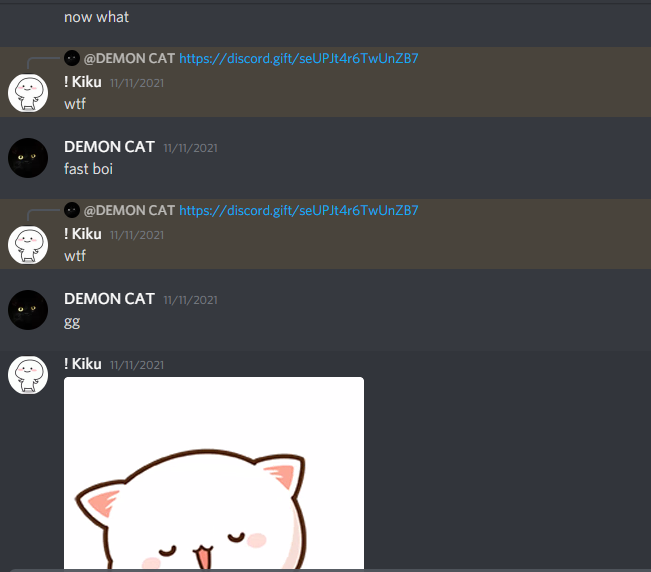 now what
@DEMON CAT https://discord.gift/seUPJt4r6TwUnZB7
! Kiku 11/11/2021
wtf
DEMON CAT 11/11/2021
fast boi
@DEMON CAT https://discord.gift/seUPJt4r6TwUnZB7
! Kiku 11/11/2021
wtf
DEMON CAT 11/11/2021
gg
! Kiku 11/11/2021